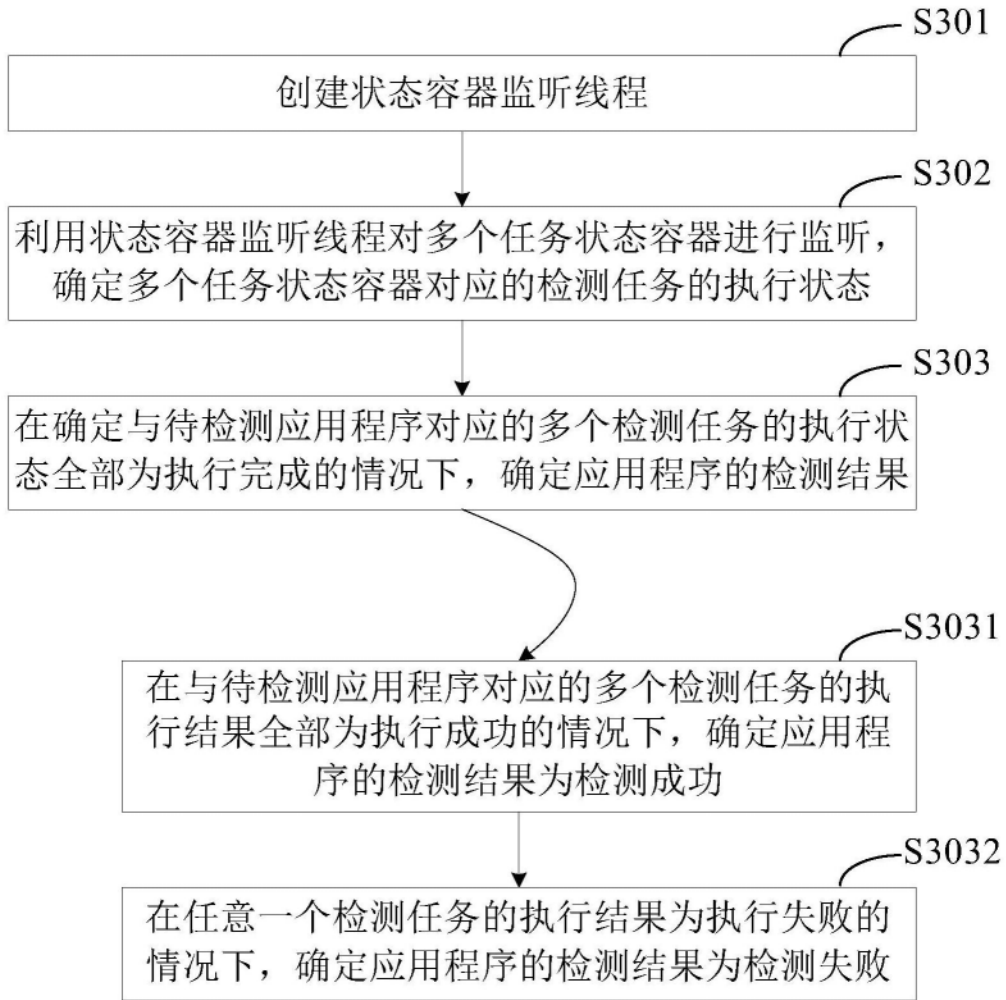 S301
创建状态容器监听线程
S302
利用状态容器监听线程对多个任务状态容器进行监听，
确定多个任务状态容器对应的检测任务的执行状态
S303
在确定与待检测应用程序对应的多个检测任务的执行状
态全部为执行完成的情况下，确定应用程序的检测结果
S3031
在与待检测应用程序对应的多个检测任务的执
行结果全部为执行成功的情况下，确定应用程
序的检测结果为检测成功
S3032
在任意一个检测任务的执行结果为执行失败的
情况下，确定应用程序的检测结果为检测失败